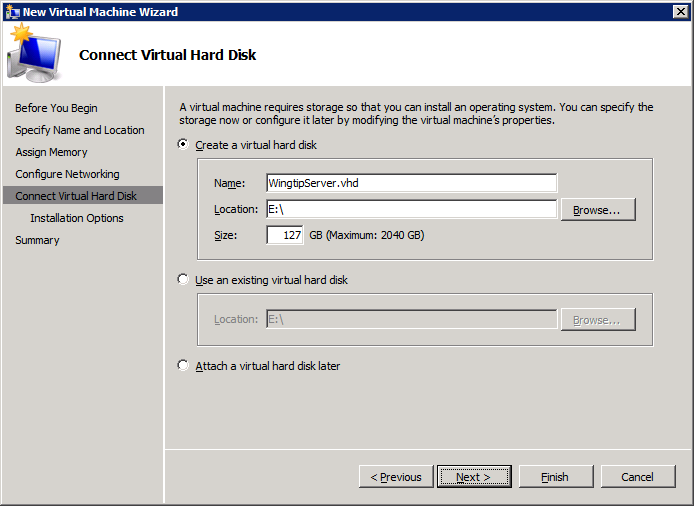 New Virtual Machine Wizard
Connect Virtual Hard Disk
Before You Begin
Specify Name and Location
Assign Memory
Configure Networking
Connect Virtual Hard Disk
Installation Options
Summary
A virtual machine requires storage so that you can install an operating system. You can specify the
storage now or configure it later by modifying the virtual machine's properties.
Create a virtual hard disk
Name: WingtipServer.vhd
Location: E:\ Browse...
Size: 127 GB (Maximum: 2040 GB)
Use an existing virtual hard disk
Location: E:\ Browse...
Attach a virtual hard disk later
< Previous Next > Finish Cancel